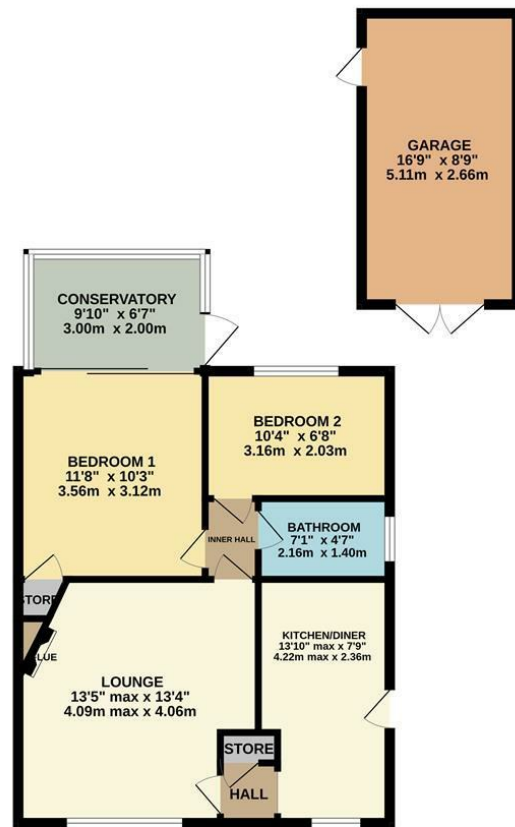 GARAGE
16'9" x 8'9"
5.11m x 2.66m
CONSERVATORY
9'10" x 6'7"
3.00m x 2.00m
BEDROOM 1
11'8" x 10'3"
3.56m x 3.12m
BEDROOM 2
10'4" x 6'8"
3.16m x 2.03m
INNER HALL
BATHROOM
7'1" x 4'7"
2.16m x 1.40m
STORE
LUE
LOUNGE
13'5" max x 13'4"
4.09m max x 4.06m
KITCHEN/DINER
13'10" max x 7'9"
4.22m max x 2.36m
STORE
HALL